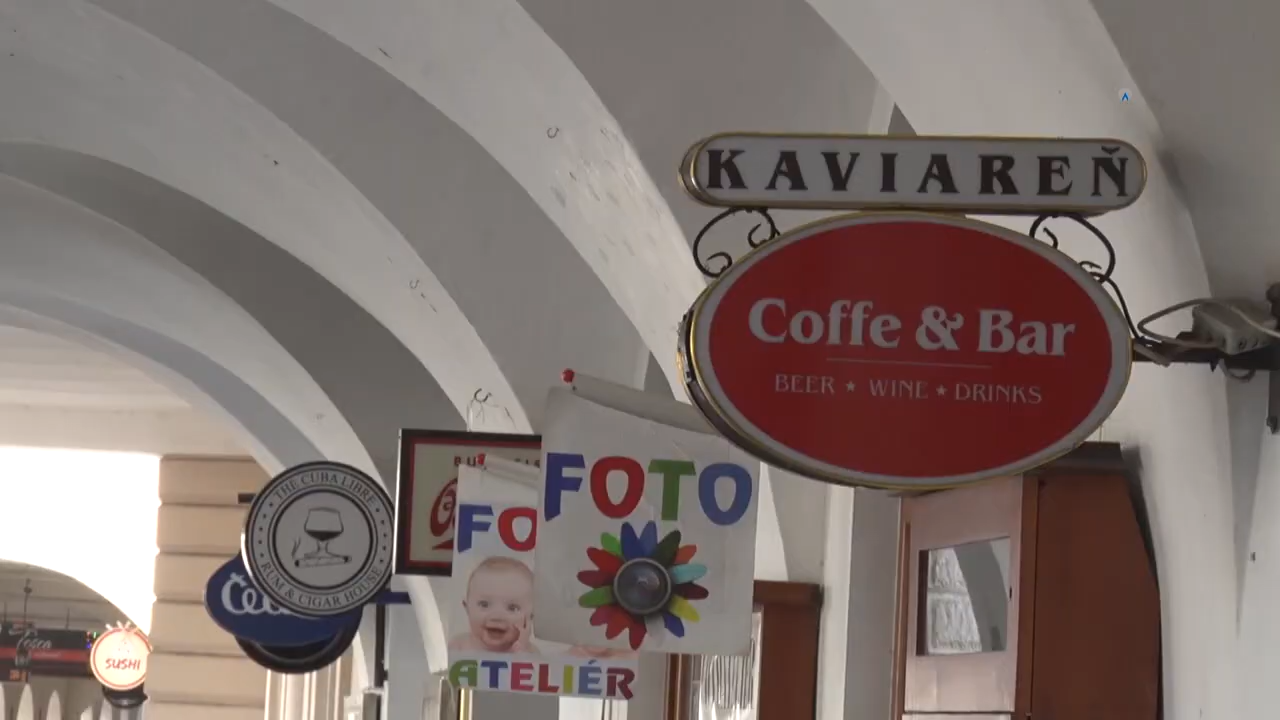 KAVIAREŇ
Coffe & Bar
BEER ★ WINE ★ DRINKS
FOTO
FO
ATELIÉR
THE CUBA LIBRE
RUM & CIGAR HOUSE
SUSHI